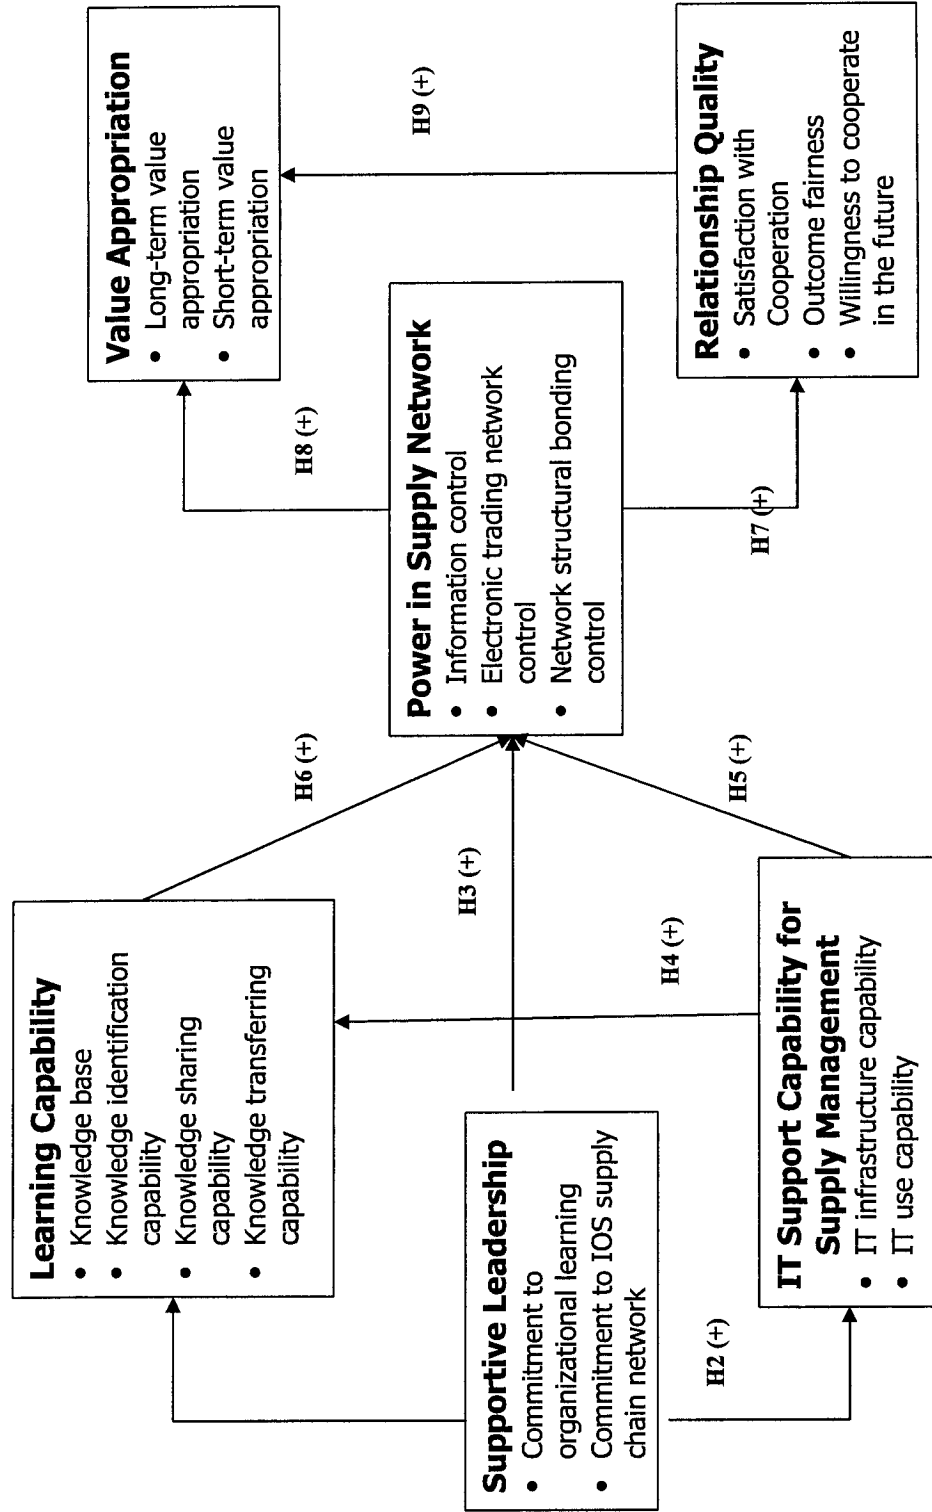 Learning Capability
• Knowledge base
• Knowledge identification
capability
• Knowledge sharing
capability
• Knowledge transferring
capability
Supportive Leadership
• Commitment to
organizational learning
• Commitment to IOS supply
chain network
H2 (+)
IT Support Capability for
Supply Management
• IT infrastructure capability
• IT use capability
H4 (+)
H3 (+)
H6 (+)
H5 (+)
Power in Supply Network
• Information control
• Electronic trading network
control
• Network structural bonding
control
H8 (+)
H7 (+)
Value Appropriation
• Long-term value
appropriation
• Short-term value
appropriation
H9 (+)
Relationship Quality
• Satisfaction with
Cooperation
• Outcome fairness
• Willingness to cooperate
in the future